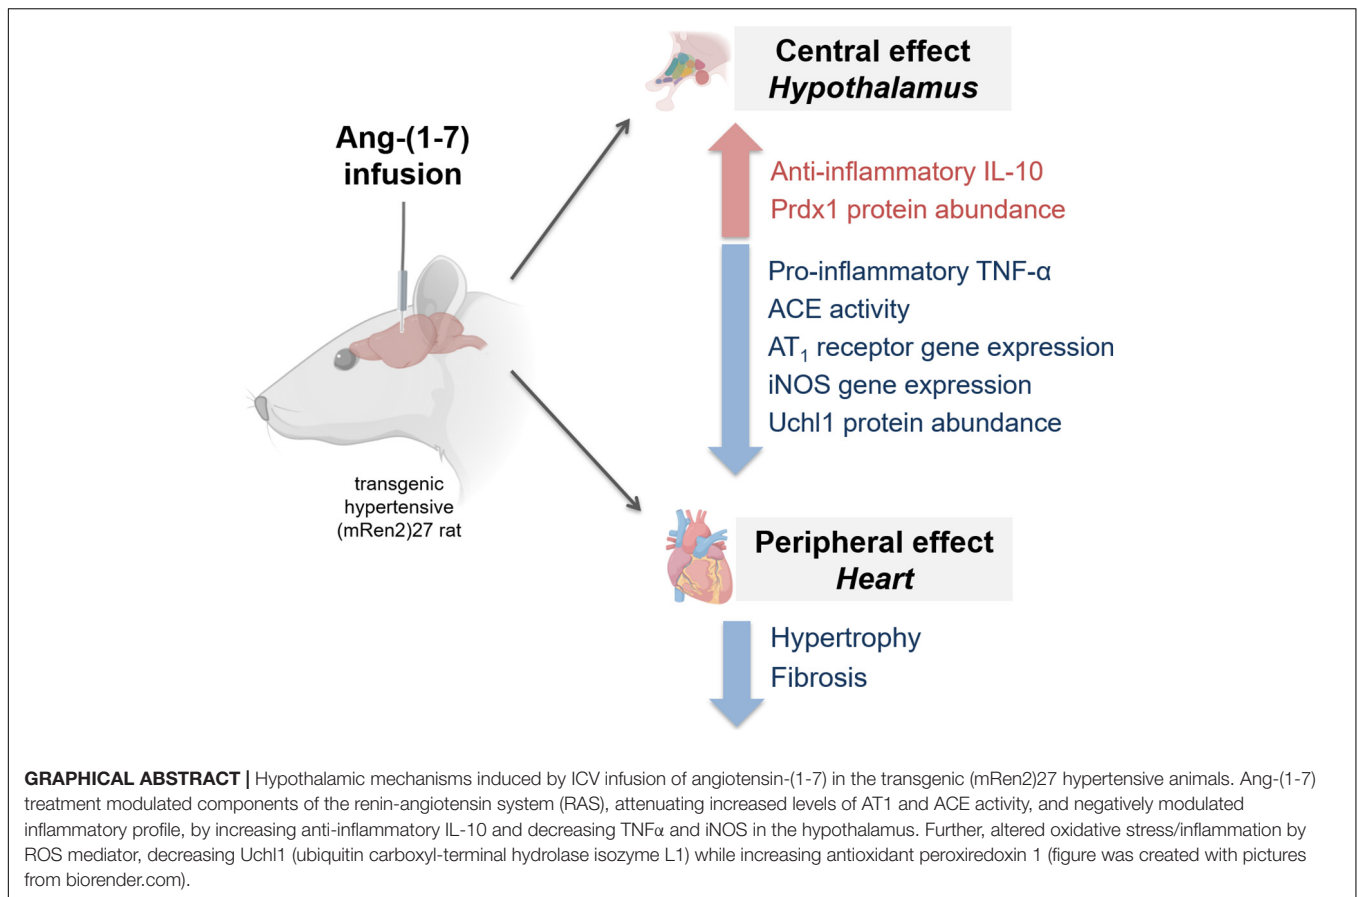 Central effect
Hypothalamus
Ang-(1-7)
infusion
Anti-inflammatory IL-10
Prdx1 protein abundance
Pro-inflammatory TNF-α
ACE activity
AT₁ receptor gene expression
iNOS gene expression
Uchl1 protein abundance
transgenic
hypertensive
(mRen2)27 rat
Peripheral effect
Heart
Hypertrophy
Fibrosis
GRAPHICAL ABSTRACT | Hypothalamic mechanisms induced by ICV infusion of angiotensin-(1-7) in the transgenic (mRen2)27 hypertensive animals. Ang-(1-7)
treatment modulated components of the renin-angiotensin system (RAS), attenuating increased levels of AT1 and ACE activity, and negatively modulated
inflammatory profile, by increasing anti-inflammatory IL-10 and decreasing TNFα and iNOS in the hypothalamus. Further, altered oxidative stress/inflammation by
ROS mediator, decreasing Uchl1 (ubiquitin carboxyl-terminal hydrolase isozyme L1) while increasing antioxidant peroxiredoxin 1 (figure was created with pictures
from biorender.com).